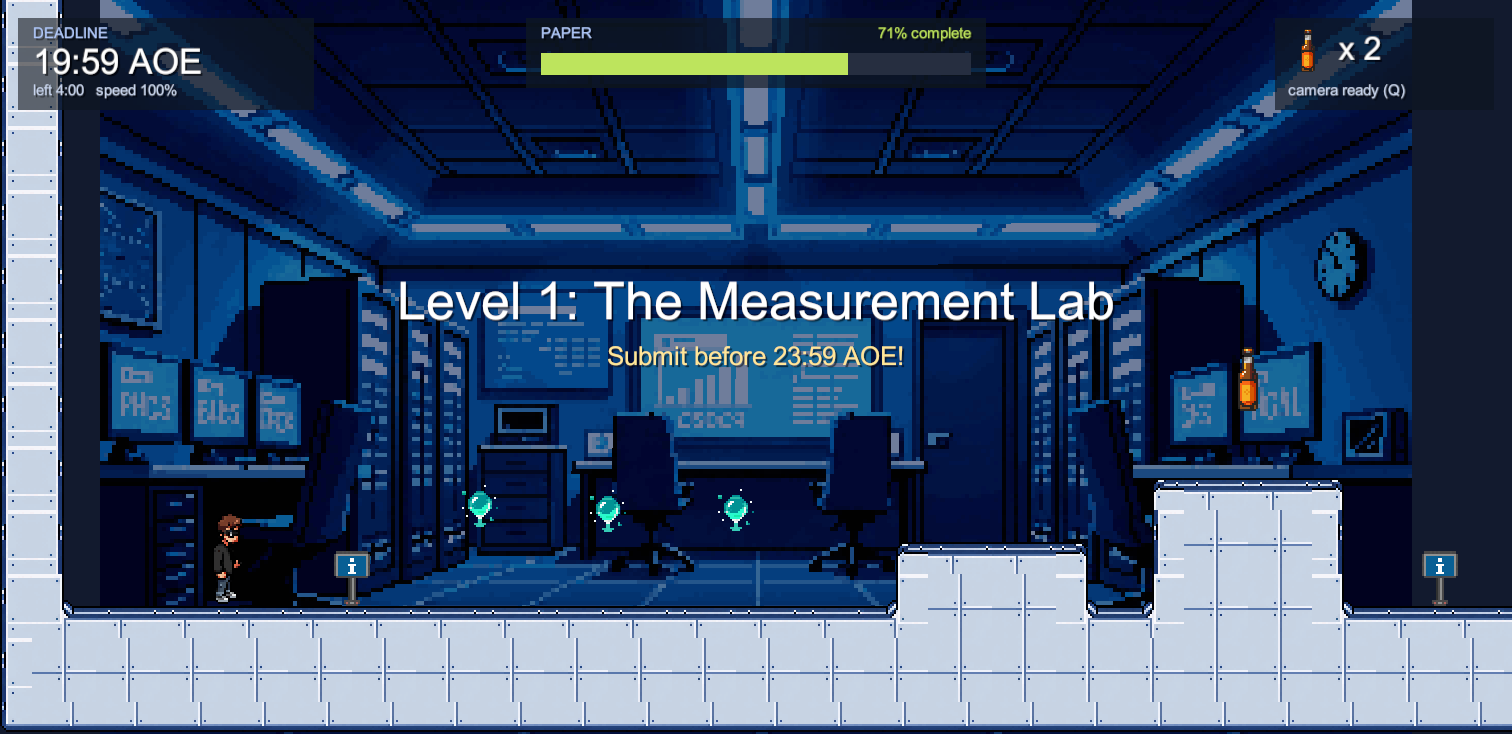 DEADLINE
19:59 AOE
left 4:00 speed 100%
PAPER
71% complete
x 2
camera ready (Q)
Level 1: The Measurement Lab
Submit before 23:59 AOE!
i
i